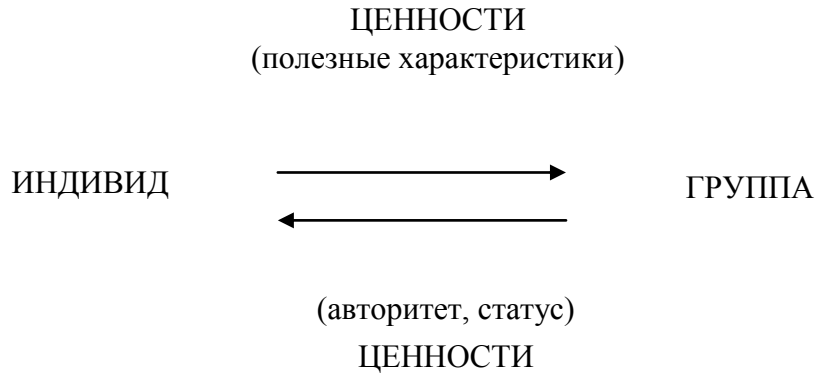 ЦЕННОСТИ
(полезные характеристики)
ИНДИВИД
ГРУППА
(авторитет, статус)
ЦЕННОСТИ